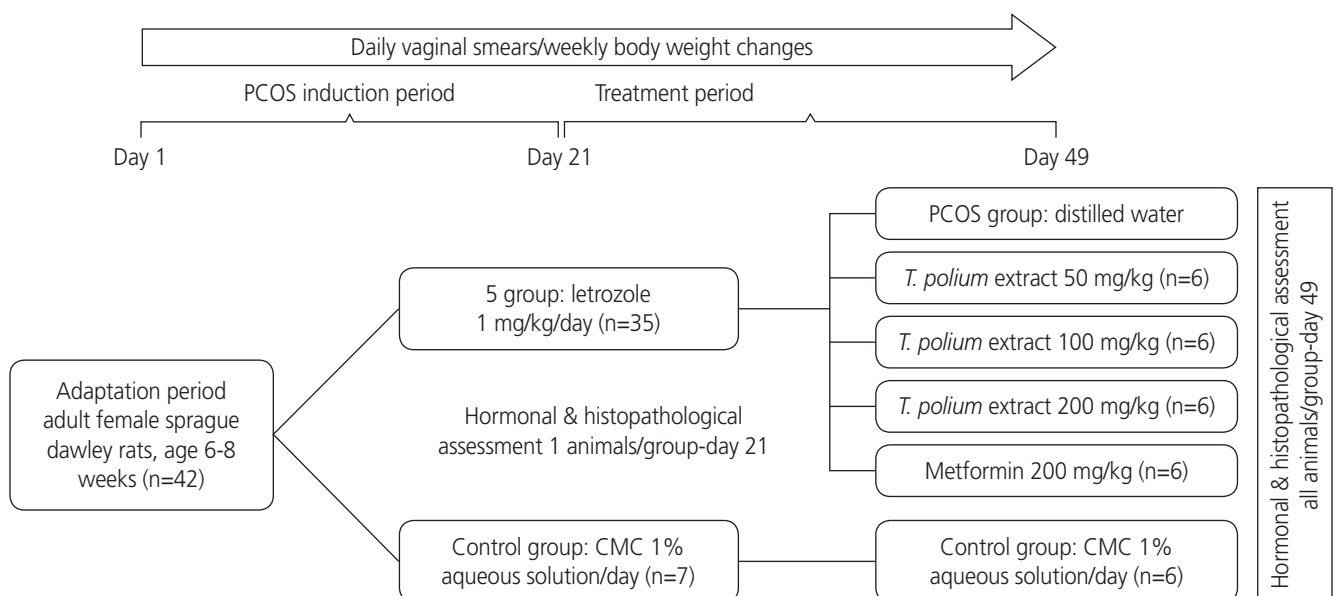 Daily vaginal smears/weekly body weight changes
PCOS induction period
Treatment period
Day 1
Day 21
Day 49
PCOS group: distilled water
T. polium extract 50 mg/kg (n=6)
5 group: letrozole
1 mg/kg/day (n=35)
T. polium extract 100 mg/kg (n=6)
Adaptation period
adult female sprague
dawley rats, age 6-8
weeks (n=42)
Hormonal & histopathological
assessment 1 animals/group-day 21
T. polium extract 200 mg/kg (n=6)
Metformin 200 mg/kg (n=6)
Control group: CMC 1%
aqueous solution/day (n=7)
Control group: CMC 1%
aqueous solution/day (n=6)
Hormonal & histopathological assessment
all animals/group-day 49